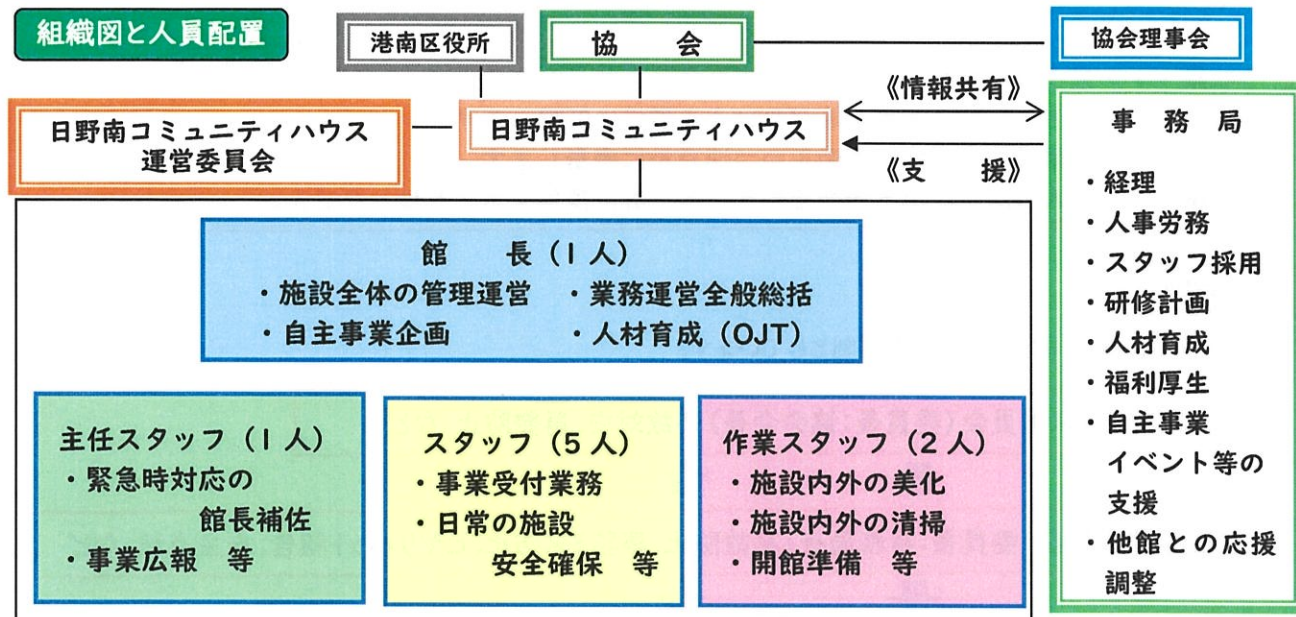 組織図と人員配置
港南区役所
協　会
協会理事会
日野南コミュニティハウス
運営委員会
日野南コミュニティハウス
《情報共有》
《支　援》
事　務　局
・経理
・人事労務
・スタッフ採用
・研修計画
・人材育成
・福利厚生
・自主事業
イベント等の
支援
・他館との応援
調整
館　長（1人）
・施設全体の管理運営　・業務運営全般総括
・自主事業企画　・人材育成（OJT）
主任スタッフ（1人）
・緊急時対応の
館長補佐
・事業広報　等
スタッフ（5人）
・事業受付業務
・日常の施設
安全確保　等
作業スタッフ（2人）
・施設内外の美化
・施設内外の清掃
・開館準備　等